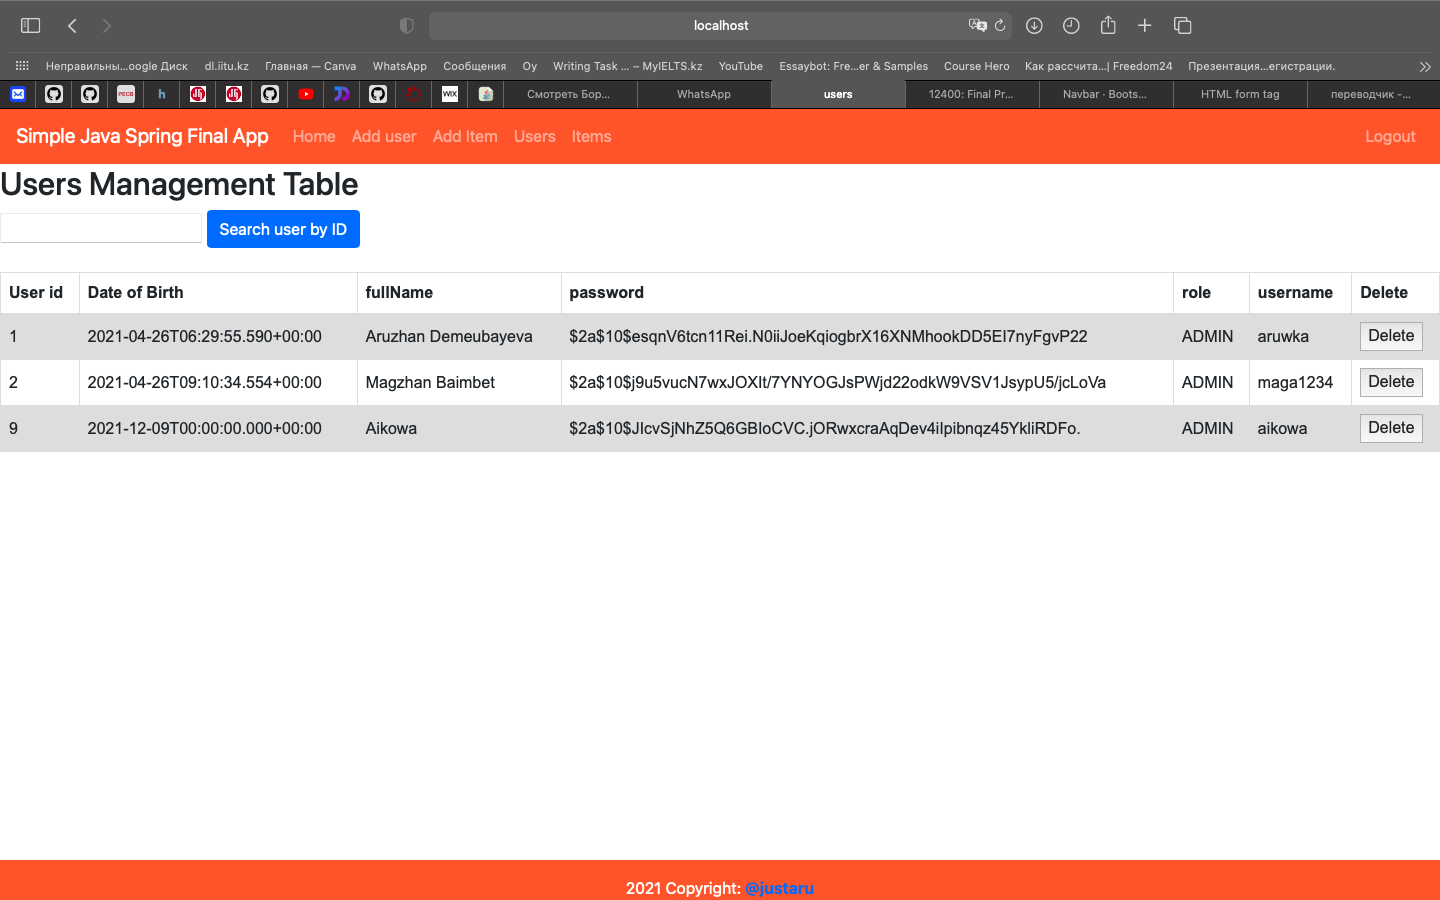 localhost
Неправильны...oogle Диск dl.iitu.kz Главная — Canva WhatsApp Сообщения Оу Writing Task ... – MyIELTS.kz YouTube Essaybot: Fre...er & Samples Course Hero Как рассчита...| Freedom24 Презентация...егистрации.
PECB h WIX Смотреть Бор... WhatsApp users 12400: Final Pr... Navbar · Boots... HTML form tag переводчик -...
Simple Java Spring Final App Home Add user Add Item Users Items Logout
Users Management Table
Search user by ID
User id Date of Birth fullName password role username Delete
1 2021-04-26T06:29:55.590+00:00 Aruzhan Demeubayeva $2a$10$esqnV6tcn11Rei.N0iiJoeKqiogbrX16XNMhookDD5EI7nyFgvP22 ADMIN aruwka Delete
2 2021-04-26T09:10:34.554+00:00 Magzhan Baimbet $2a$10$j9u5vucN7wxJOXIt/7YNYOGJsPWjd22odkW9VSV1JsypU5/jcLoVa ADMIN maga1234 Delete
9 2021-12-09T00:00:00.000+00:00 Aikowa $2a$10$JIcvSjNhZ5Q6GBIoCVC.jORwxcraAqDev4iIpibnqz45YkliRDFo. ADMIN aikowa Delete
2021 Copyright: @justaru